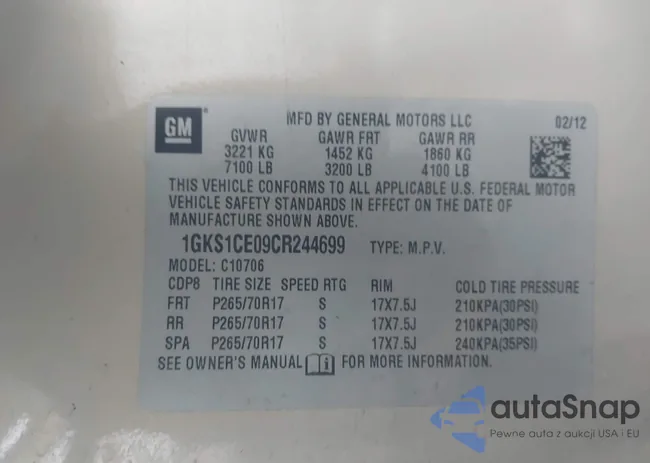 GM
MFD BY GENERAL MOTORS LLC 02/12
GVWR GAWR FRT GAWR RR
3221 KG 1452 KG 1860 KG
7100 LB 3200 LB 4100 LB
THIS VEHICLE CONFORMS TO ALL APPLICABLE U.S. FEDERAL MOTOR
VEHICLE SAFETY STANDARDS IN EFFECT ON THE DATE OF
MANUFACTURE SHOWN ABOVE.
1GKS1CE09CR244699 TYPE: M.P.V.
MODEL: C10706
CDP8 TIRE SIZE SPEED RTG RIM COLD TIRE PRESSURE
FRT P265/70R17 S 17X7.5J 210KPA(30PSI)
RR P265/70R17 S 17X7.5J 210KPA(30PSI)
SPA P265/70R17 S 17X7.5J 240KPA(35PSI)
SEE OWNER'S MANUAL i FOR MORE INFORMATION.
autaSnap
Pewne auta z aukcji USA i EU